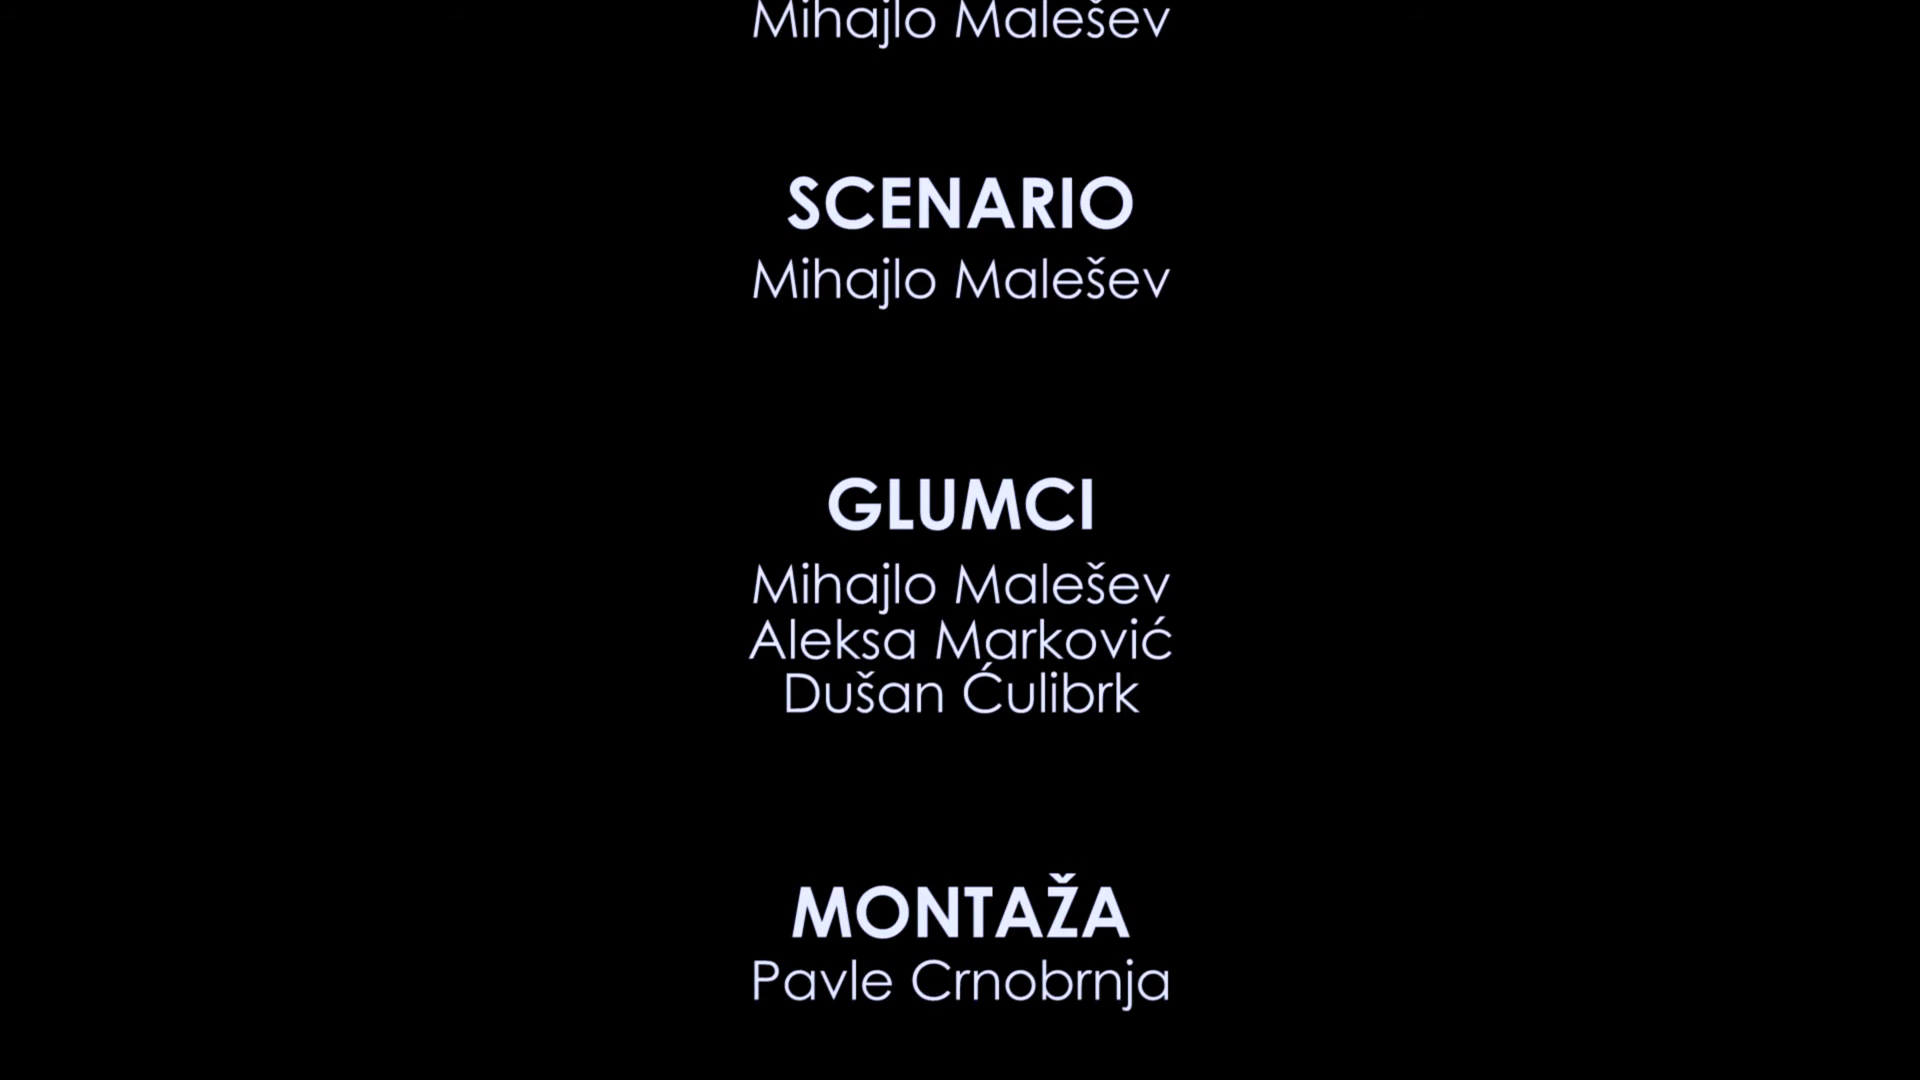 Mihajlo Malešev
SCENARIO
Mihajlo Malešev
GLUMCI
Mihajlo Malešev
Aleksa Marković
Dušan Ćulibrk
MONTAŽA
Pavle Crnobrnja